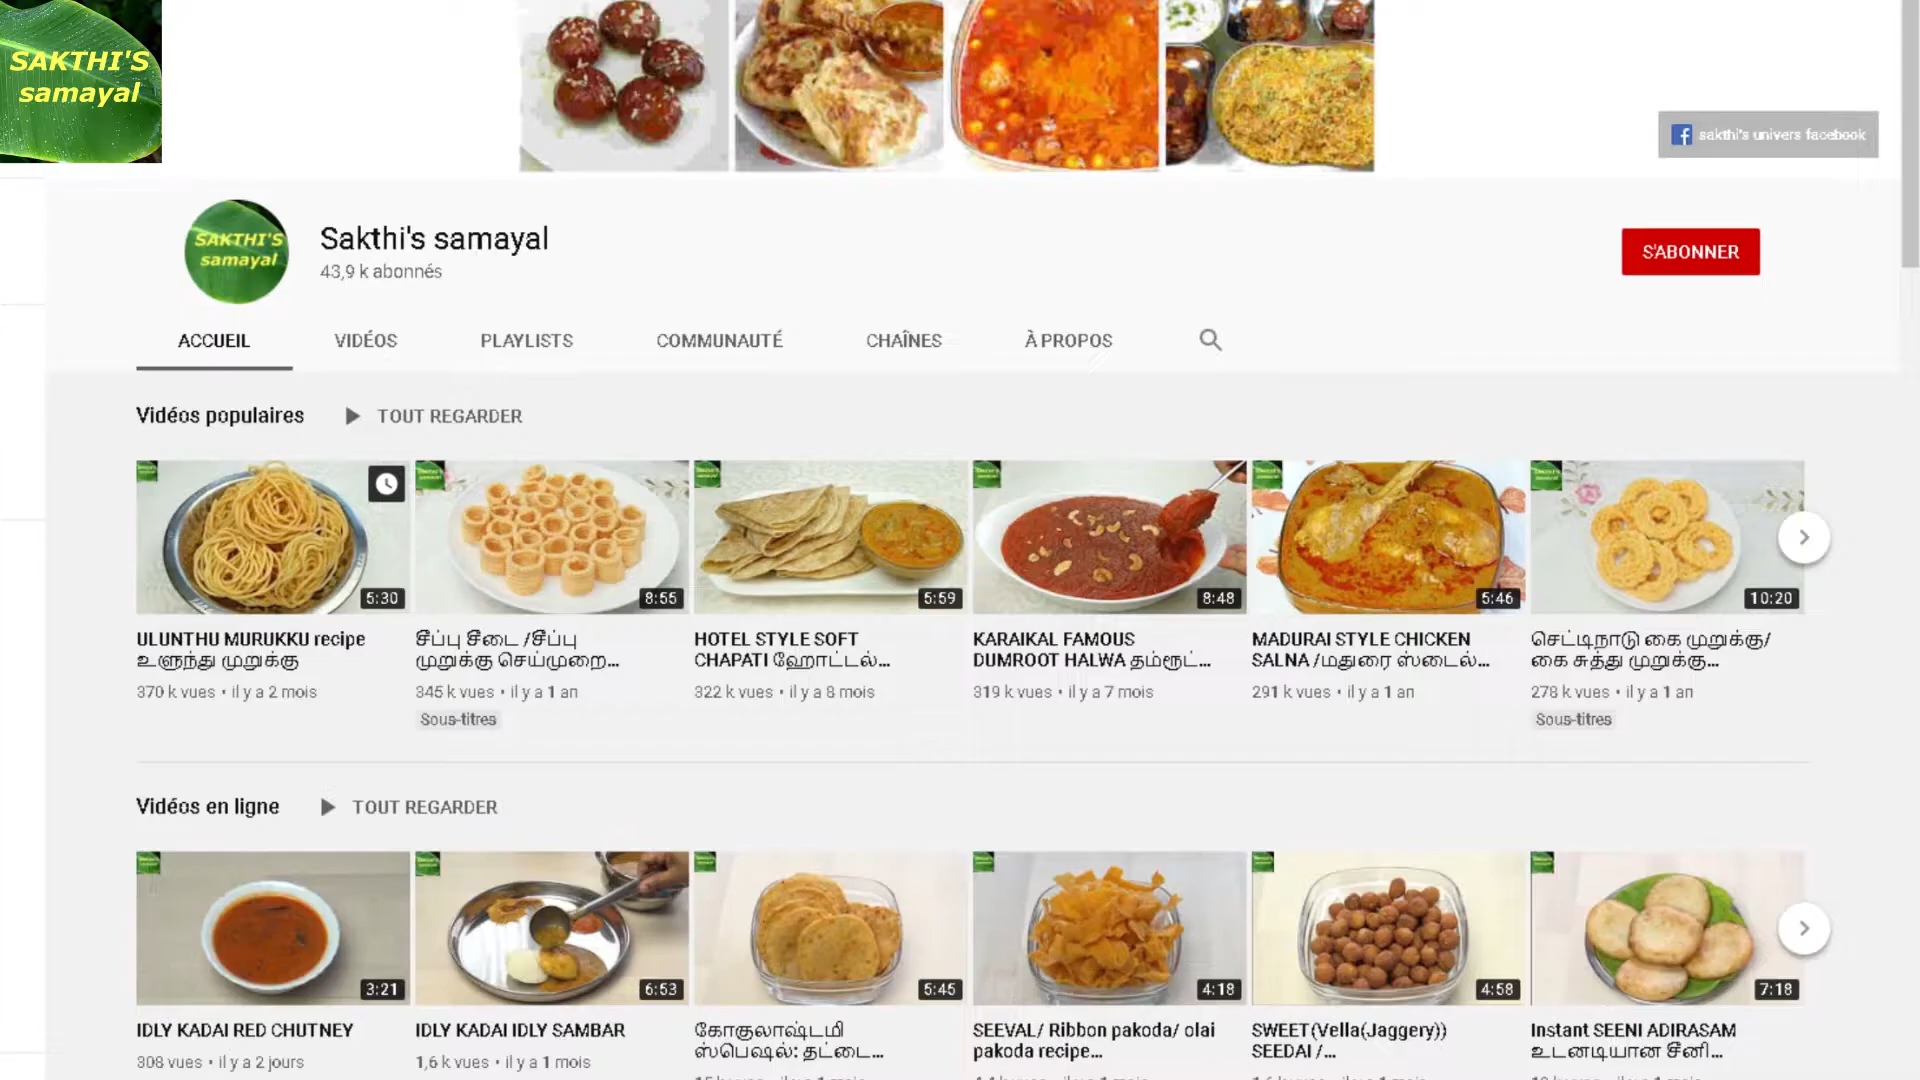 SAKTHI'S
samayal
sakthi's univers facebook
SAKTHI'S
samayal
Sakthi's samayal
43,9 k abonnés
S'ABONNER
ACCUEIL VIDÉOS PLAYLISTS COMMUNAUTÉ CHAÎNES À PROPOS
Vidéos populaires TOUT REGARDER
5:30 8:55 5:59 8:48 5:46 10:20
ULUNTHU MURUKKU recipe
உளுந்து முறுக்கு
370 k vues • il y a 2 mois
சீப்பு சீடை /சீப்பு
முறுக்கு செய்முறை...
345 k vues • il y a 1 an
Sous-titres
HOTEL STYLE SOFT
CHAPATI ஹோட்டல்...
322 k vues • il y a 8 mois
KARAIKAL FAMOUS
DUMROOT HALWA தம்ரூட்...
319 k vues • il y a 7 mois
MADURAI STYLE CHICKEN
SALNA /மதுரை ஸ்டைல்...
291 k vues • il y a 1 an
செட்டிநாடு கை முறுக்கு/
கை சுத்து முறுக்கு...
278 k vues • il y a 1 an
Sous-titres
Vidéos en ligne TOUT REGARDER
3:21 6:53 5:45 4:18 4:58 7:18
IDLY KADAI RED CHUTNEY
308 vues • il y a 2 jours
IDLY KADAI IDLY SAMBAR
1,6 k vues • il y a 1 mois
கோகுலாஷ்டமி
ஸ்பெஷல்: தட்டை...
SEEVAL/ Ribbon pakoda/ olai
pakoda recipe...
SWEET(Vella(Jaggery))
SEEDAI /...
Instant SEENI ADIRASAM
உடனடியான சீனி...